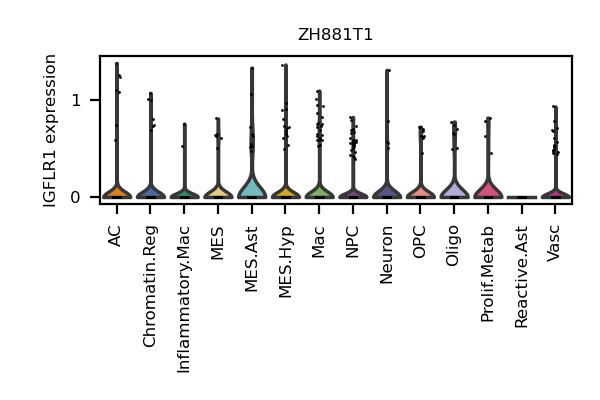 ZH881T1
IGFLR1 expression
1
0
AC
Chromatin.Reg
Inflammatory.Mac
MES
MES.Ast
MES.Hyp
Mac
NPC
Neuron
OPC
Oligo
Prolif.Metab
Reactive.Ast
Vasc